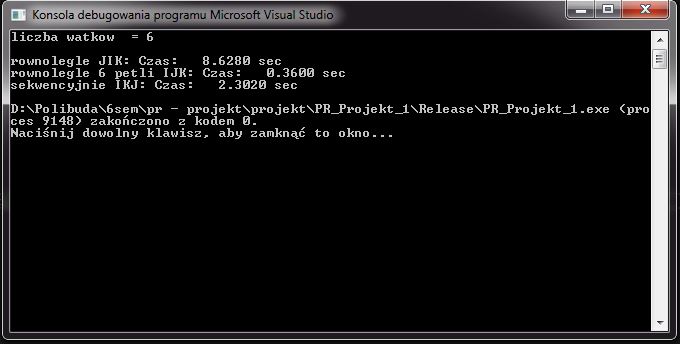 Konsola debugowania programu Microsoft Visual Studio
liczba watkow = 6
rownolegle JIK: Czas: 8.6280 sec
rownolegle 6 petli IJK: Czas: 0.3600 sec
sekwencyjnie IKJ: Czas: 2.3020 sec
D:\Polibuda\6sem\pr - projekt\projekt\PR_Projekt_1\Release\PR_Projekt_1.exe (pro
ces 9148) zakończono z kodem 0.
Naciśnij dowolny klawisz, aby zamknąć to okno...